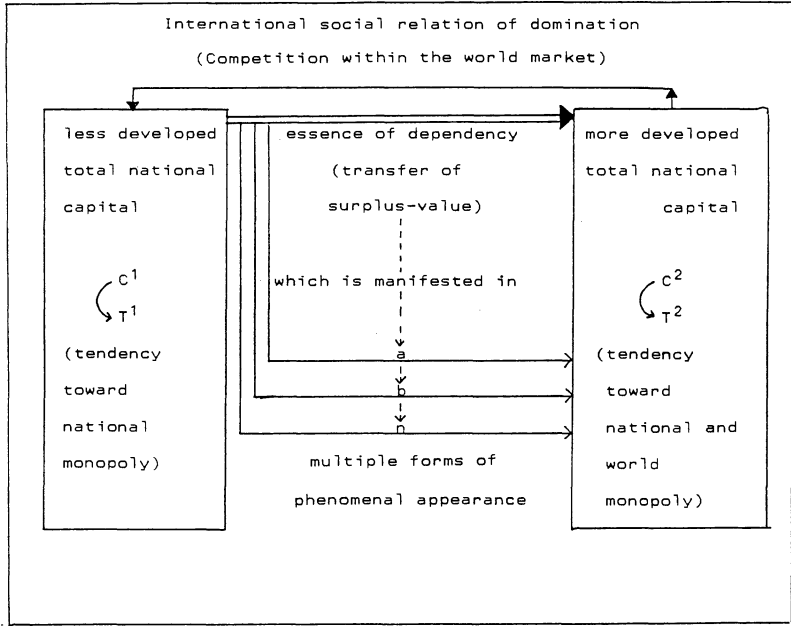 International social relation of domination
(Competition within the world market)
less developed
total national
capital
C¹
T¹
(tendency
toward
national
monopoly)
essence of dependency
(transfer of
surplus-value)
which is manifested in
a
b
n
multiple forms of
phenomenal appearance
more developed
total national
capital
C²
T²
(tendency
toward
national and
world
monopoly)